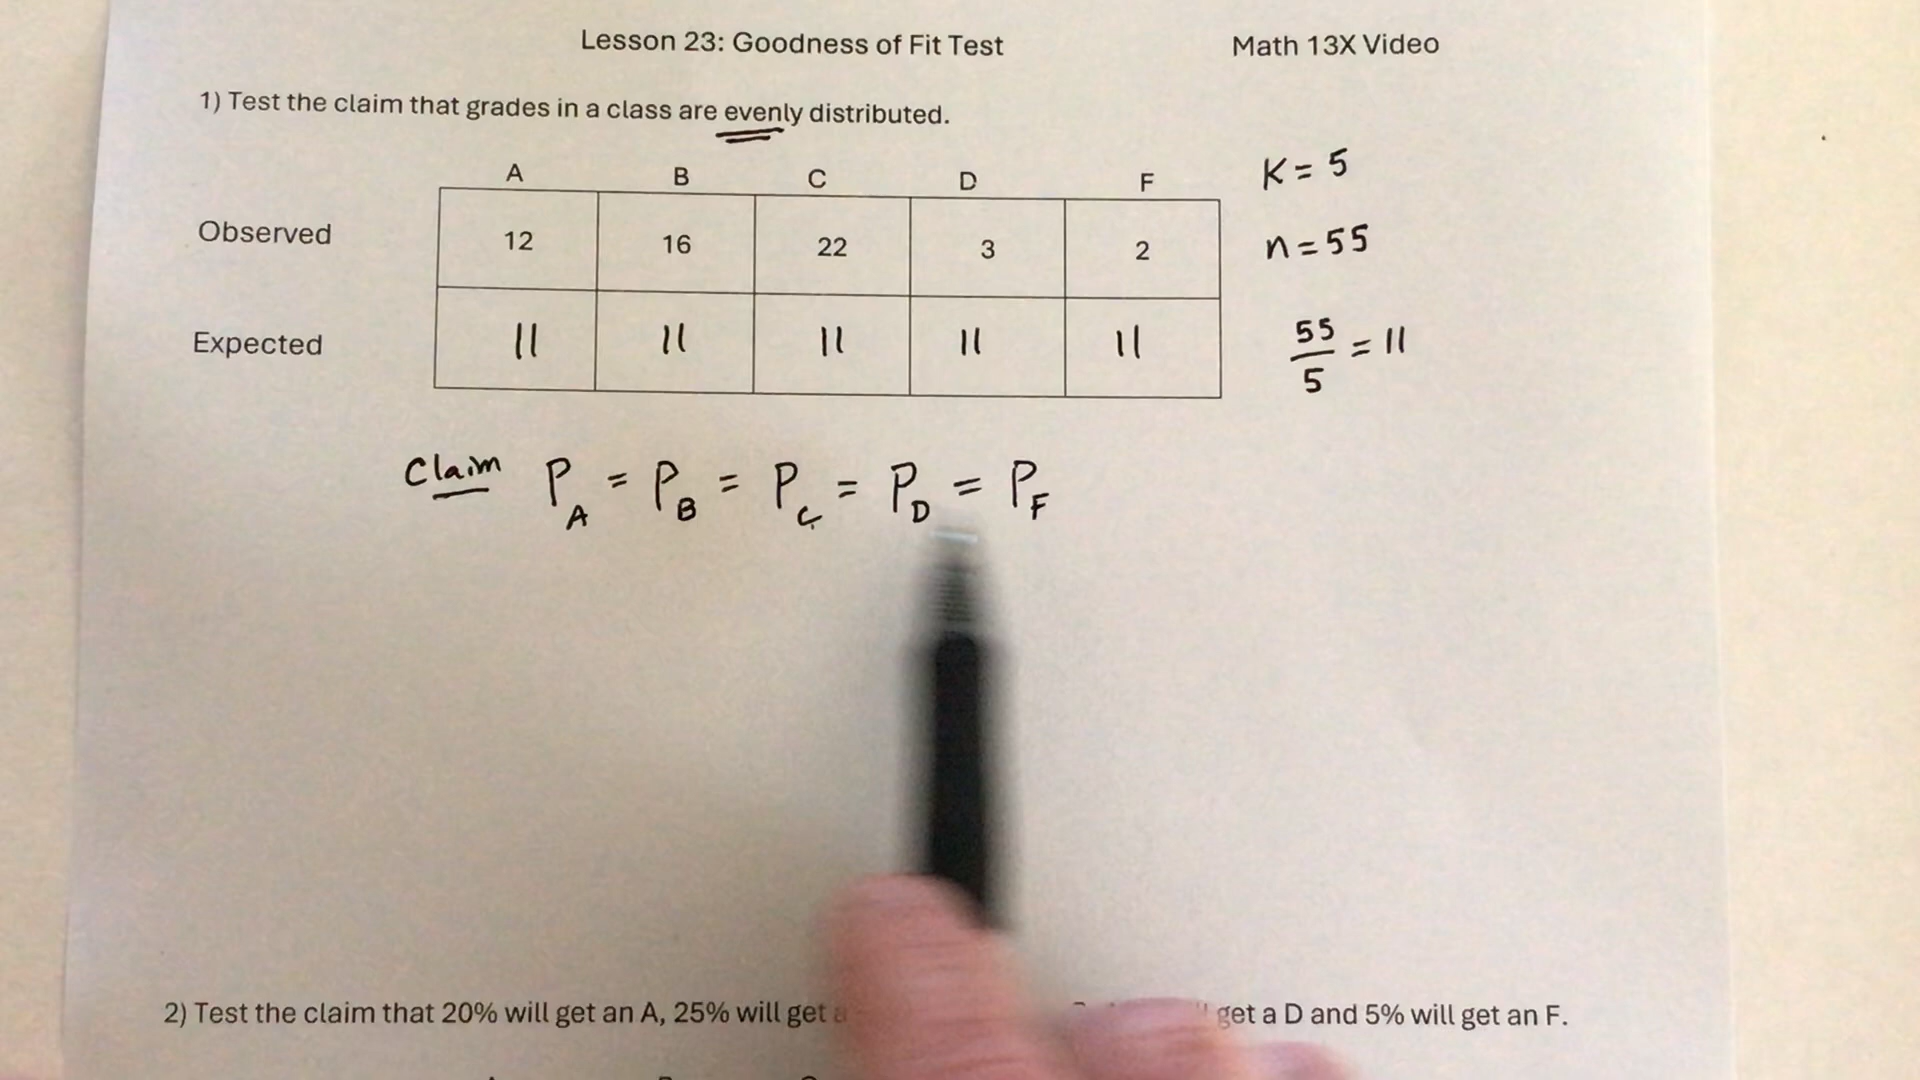 Lesson 23: Goodness of Fit Test Math 13X Video
1) Test the claim that grades in a class are evenly distributed.
A B C D F
Observed 12 16 22 3 2
Expected 11 11 11 11 11
K = 5
n = 55
55/5 = 11
Claim P_A = P_B = P_C = P_D = P_F
2) Test the claim that 20% will get an A, 25% will get a get a D and 5% will get an F.